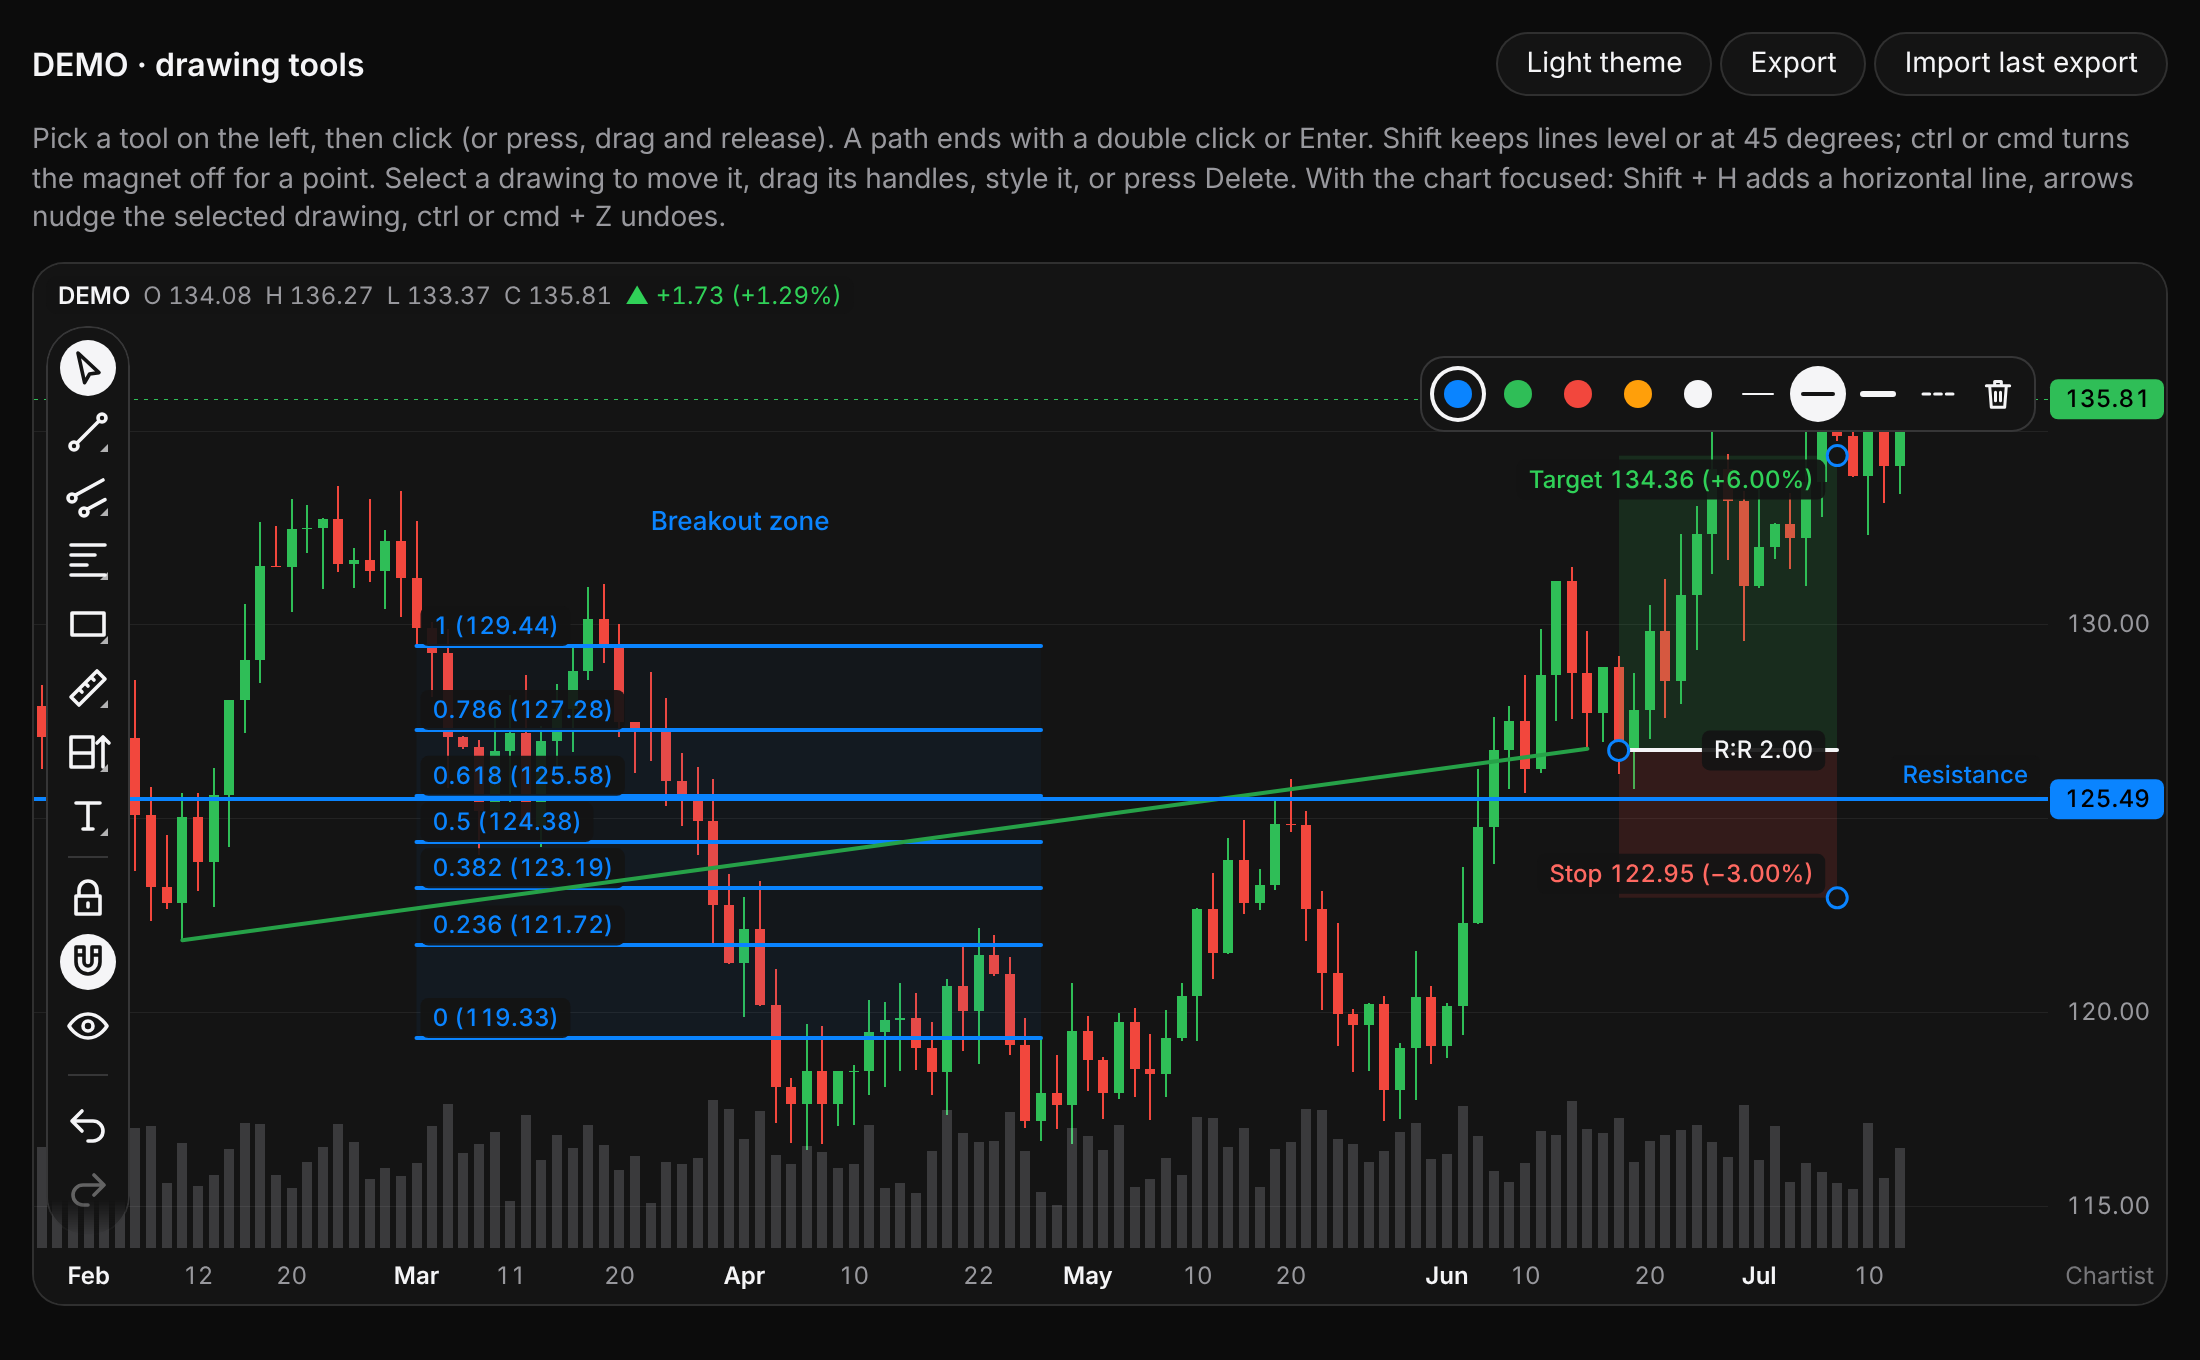 DEMO · drawing tools
Light theme
Export
Import last export
Pick a tool on the left, then click (or press, drag and release). A path ends with a double click or Enter. Shift keeps lines level or at 45 degrees; ctrl or cmd turns
the magnet off for a point. Select a drawing to move it, drag its handles, style it, or press Delete. With the chart focused: Shift + H adds a horizontal line, arrows
nudge the selected drawing, ctrl or cmd + Z undoes.
DEMO O 134.08 H 136.27 L 133.37 C 135.81 ▲ +1.73 (+1.29%)
135.81
Target 134.36 (+6.00%)
Breakout zone
1 (129.44)
130.00
0.786 (127.28)
R:R 2.00
0.618 (125.58)
Resistance
125.49
0.5 (124.38)
0.382 (123.19)
Stop 122.95 (−3.00%)
0.236 (121.72)
0 (119.33)
120.00
115.00
Feb 12 20 Mar 11 20 Apr 10 22 May 10 20 Jun 10 20 Jul 10
Chartist